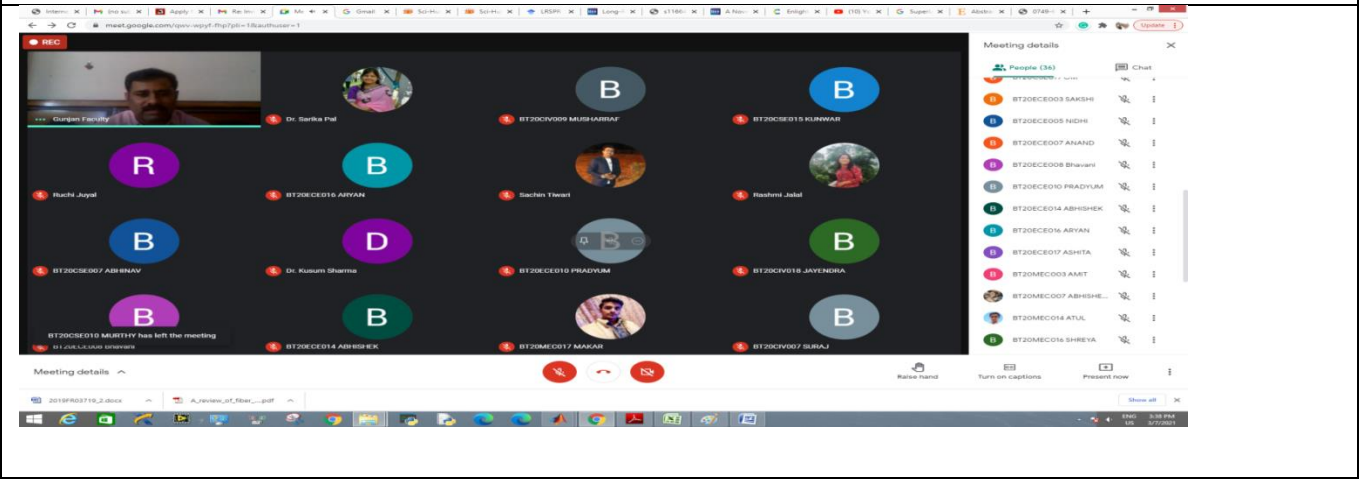 Gmail
Update
meet.google.com/qwv-wpyf-fhp?pli=1&authuser=1
REC
Meeting details
People (36)
Chat
Gunjan Faculty
Dr. Sarika Pal
BT20CIV009 MUSHARRAF
BT20CSE015 KUNWAR
R
B
B
B
Ruchi Juyal
BT20ECE016 ARYAN
Sachin Tiwari
Rashmi Jalal
B
D
B
B
BT20CSE007 ABHINAV
Dr. Kusum Sharma
BT20ECE010 PRADYUM
BT20CIV018 JAYENDRA
B
B
B
BT20CSE010 MURTHY has left the meeting
BT20ECE014 ABHISHEK
BT20MEC017 MAKAR
BT20CIV007 SURAJ
B BT20ECE003 SAKSHI
B BT20ECE005 NIDHI
B BT20ECE007 ANAND
B BT20ECE008 Bhavani
B BT20ECE010 PRADYUM
B BT20ECE014 ABHISHEK
B BT20ECE016 ARYAN
B BT20ECE017 ASHITA
B BT20MEC003 AMIT
BT20MEC007 ABHISHE...
BT20MEC014 ATUL
B BT20MEC016 SHREYA
Meeting details
Raise hand
Turn on captions
Present now
2019FR03719_2.docx
A_review_of_fiber_....pdf
Show all
ENG
US
3:38 PM
3/7/2021